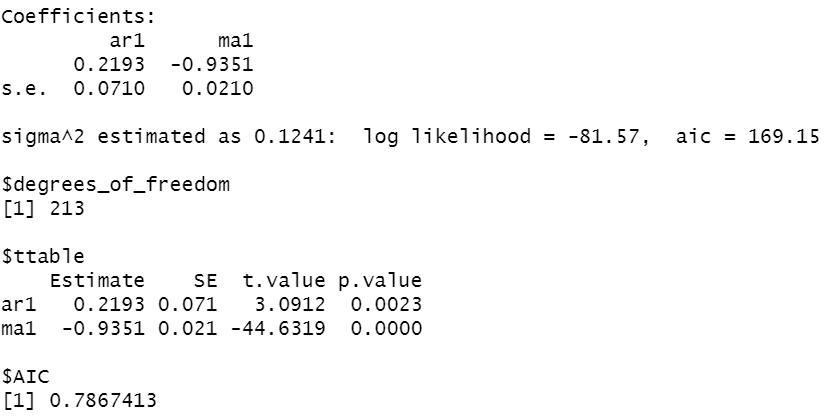 Coefficients:
         ar1      ma1
      0.2193  -0.9351
s.e.  0.0710   0.0210
sigma^2 estimated as 0.1241:  log likelihood = -81.57,  aic = 169.15
$degrees_of_freedom
[1] 213
$ttable
    Estimate    SE  t.value p.value
ar1   0.2193 0.071   3.0912  0.0023
ma1  -0.9351 0.021 -44.6319  0.0000
$AIC
[1] 0.7867413